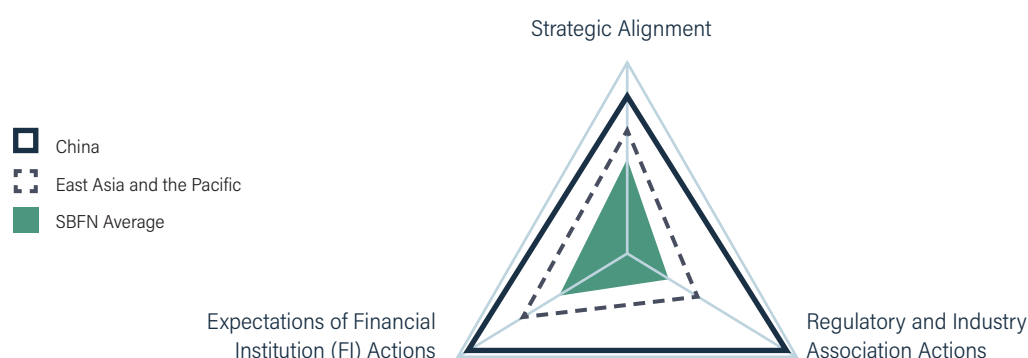 Strategic Alignment
China
East Asia and the Pacific
SBFN Average
Expectations of Financial
Institution (FI) Actions
Regulatory and Industry
Association Actions